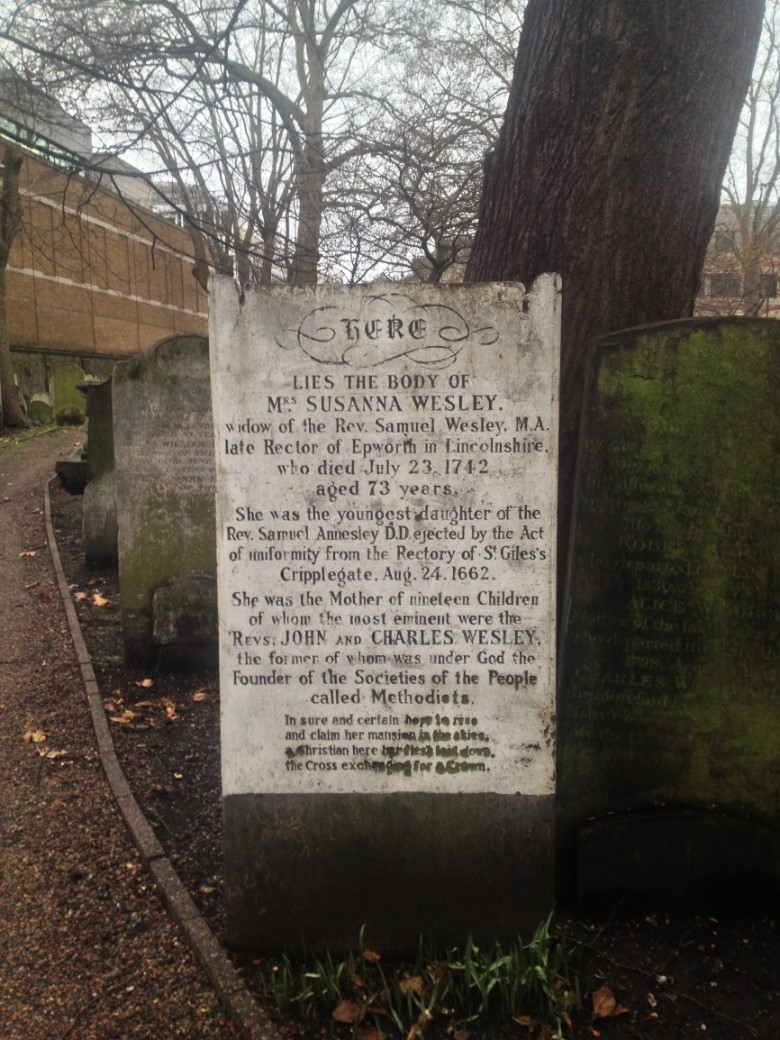 HERE
LIES THE BODY OF
MRS. SUSANNA WESLEY.
widow of the Rev. Samuel Wesley, M.A.
late Rector of Epworth in Lincolnshire,
who died July 23. 1742
aged 73 years.
She was the youngest daughter of the
Rev. Samuel Annesley D.D. ejected by the Act
of uniformity from the Rectory of St. Giles's
Cripplegate, Aug. 24. 1662.
She was the Mother of nineteen Children
of whom the most eminent were the
REVS. JOHN AND CHARLES WESLEY,
the former of whom was under God the
Founder of the Societies of the People
called Methodists.
In sure and certain hope to rise
and claim her mansion in the skies,
a Christian here her flesh laid down,
the Cross exchanging for a Crown.